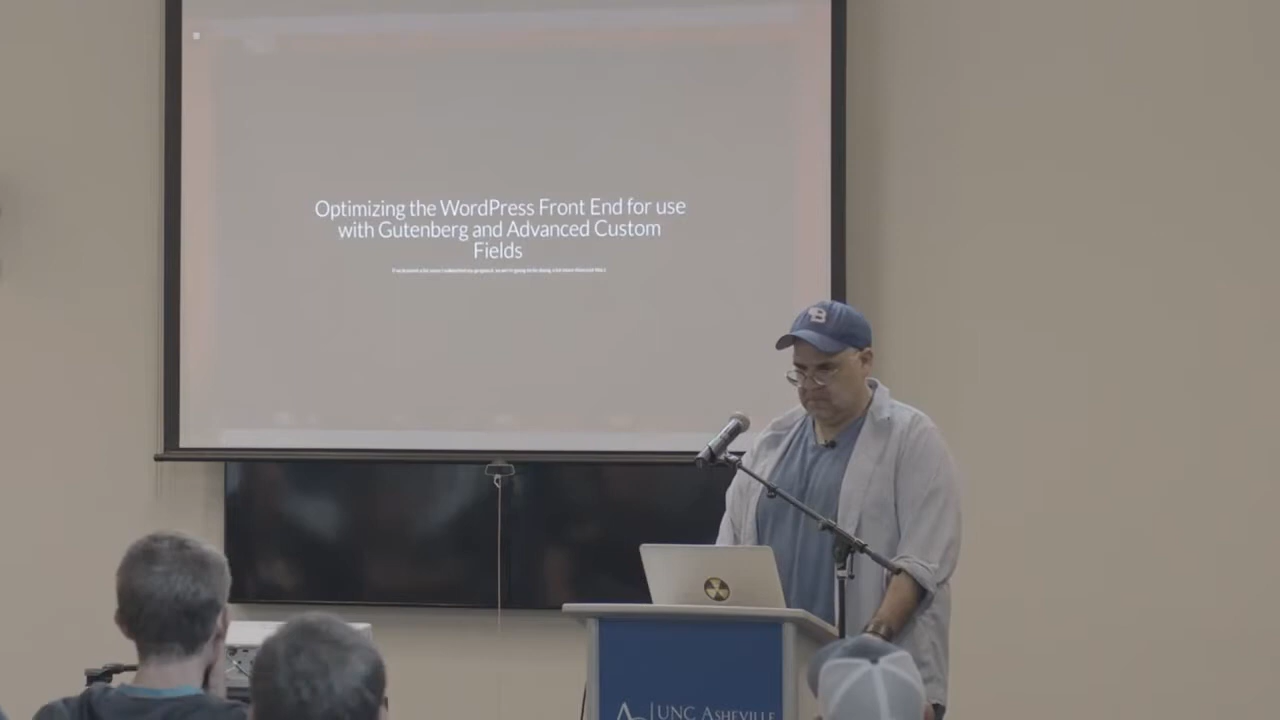 Optimizing the WordPress Front End for use
with Gutenberg and Advanced Custom
Fields
B
UNC ASHEVILLE